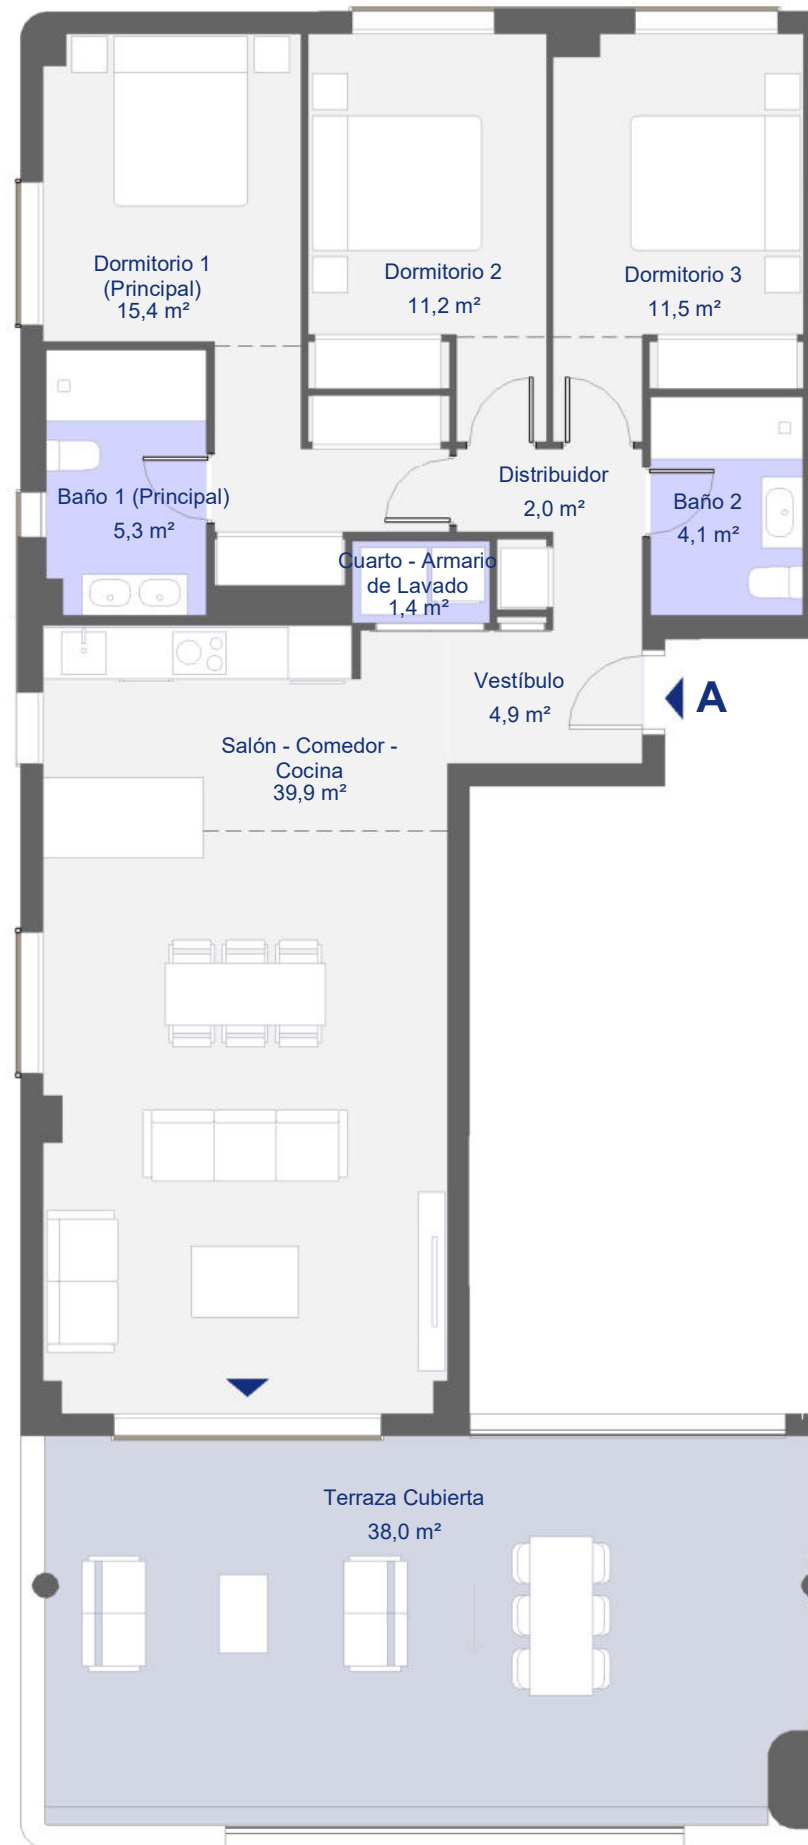 Dormitorio 1
(Principal)
15,4 m²
Dormitorio 2
11,2 m²
Dormitorio 3
11,5 m²
Baño 1 (Principal)
5,3 m²
Distribuidor
2,0 m²
Baño 2
4,1 m²
Cuarto - Armario
de Lavado
1,4 m²
Vestíbulo
4,9 m²
A
Salón - Comedor -
Cocina
39,9 m²
Terraza Cubierta
38,0 m²